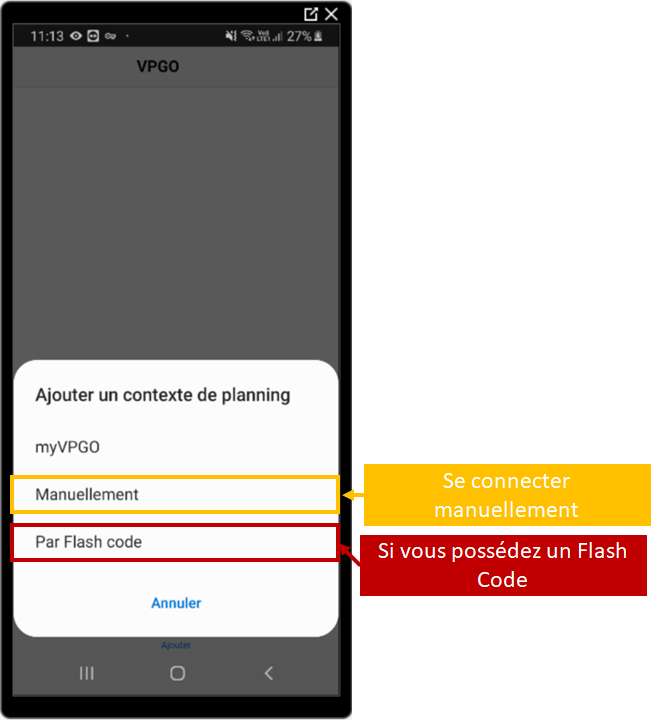 11:13
27%
VPGO
Ajouter un contexte de planning
myVPGO
Manuellement
Se connecter
manuellement
Par Flash code
Si vous possédez un Flash
Code
Annuler
Ajouter